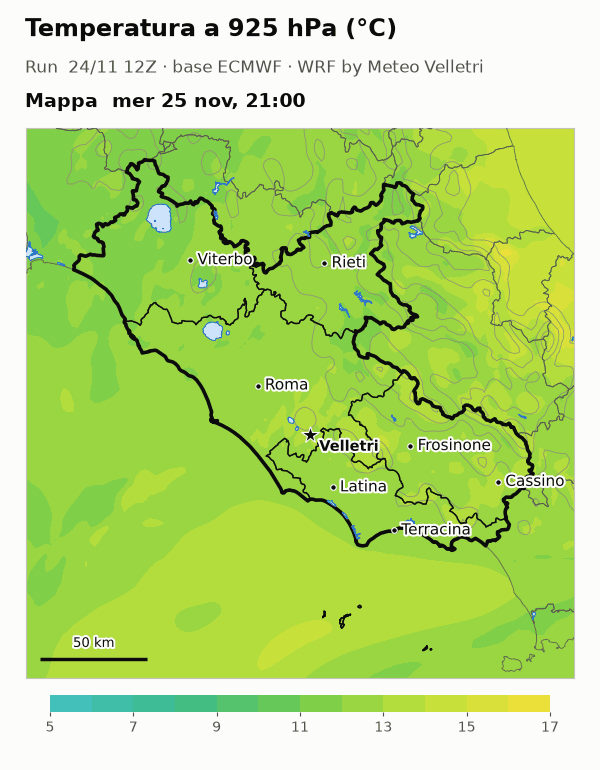 Temperatura a 925 hPa (°C)
Run  24/11 12Z · base ECMWF · WRF by Meteo Velletri
Mappa  mer 25 nov, 21:00
Viterbo
Rieti
Roma
Velletri
Frosinone
Cassino
Latina
Terracina
50 km
5 7 9 11 13 15 17